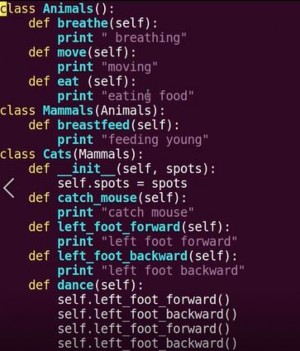 class Animals():
    def breathe(self):
        print " breathing"
    def move(self):
        print "moving"
    def eat (self):
        print "eating food"
class Mammals(Animals):
    def breastfeed(self):
        print "feeding young"
class Cats(Mammals):
    def __init__(self, spots):
        self.spots = spots
    def catch_mouse(self):
        print "catch mouse"
    def left_foot_forward(self):
        print "left foot forward"
    def left_foot_backward(self):
        print "left foot backward"
    def dance(self):
        self.left_foot_forward()
        self.left_foot_backward()
        self.left_foot_forward()
        self.left_foot_backward()